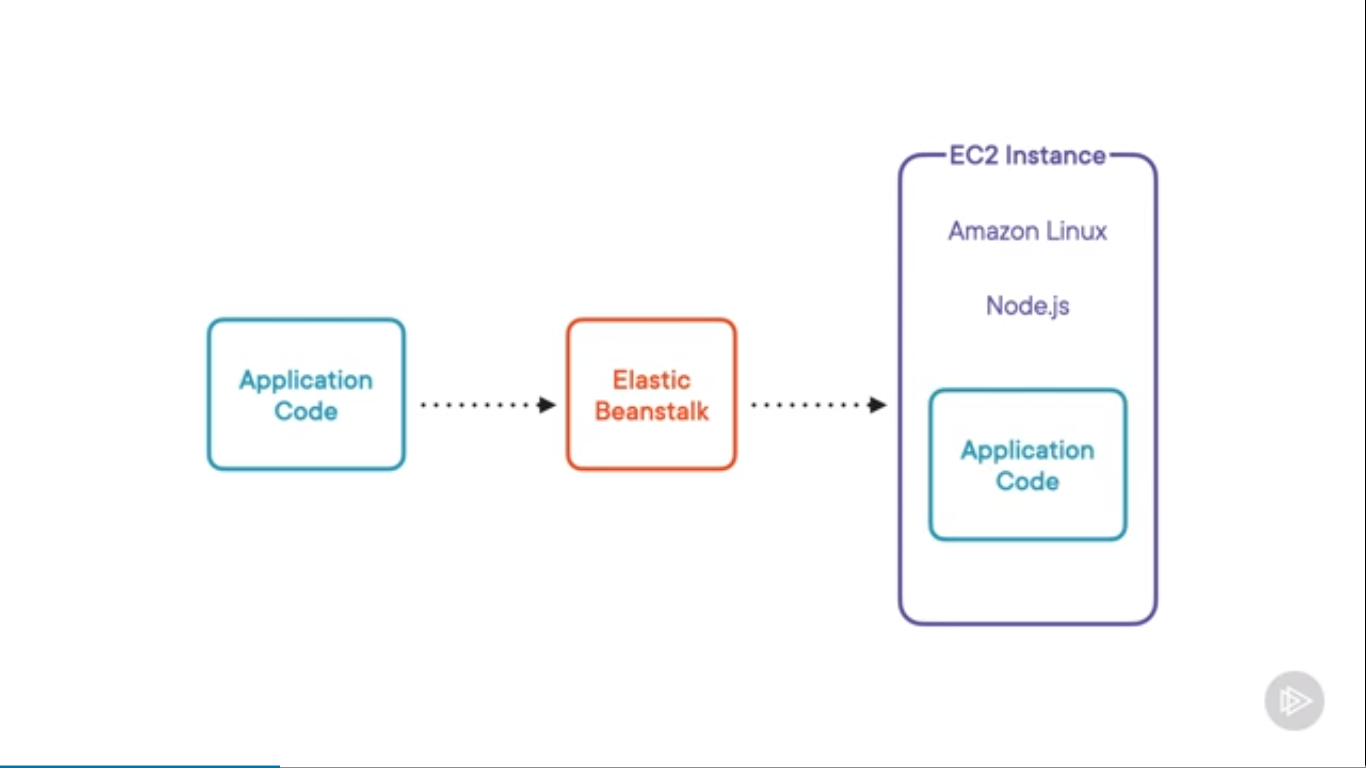 Application
Code
Elastic
Beanstalk
EC2 Instance
Amazon Linux
Node.js
Application
Code